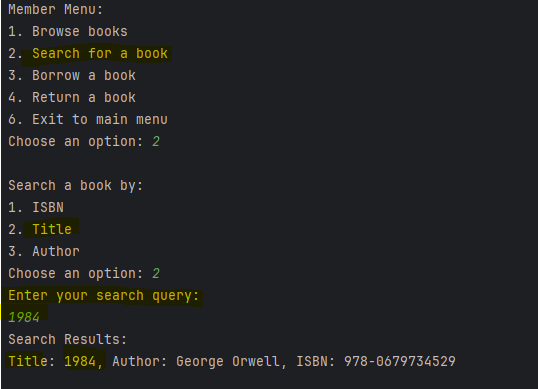 Member Menu:
1. Browse books
2. Search for a book
3. Borrow a book
4. Return a book
6. Exit to main menu
Choose an option: 2
Search a book by:
1. ISBN
2. Title
3. Author
Choose an option: 2
Enter your search query:
1984
Search Results:
Title: 1984, Author: George Orwell, ISBN: 978-0679734529